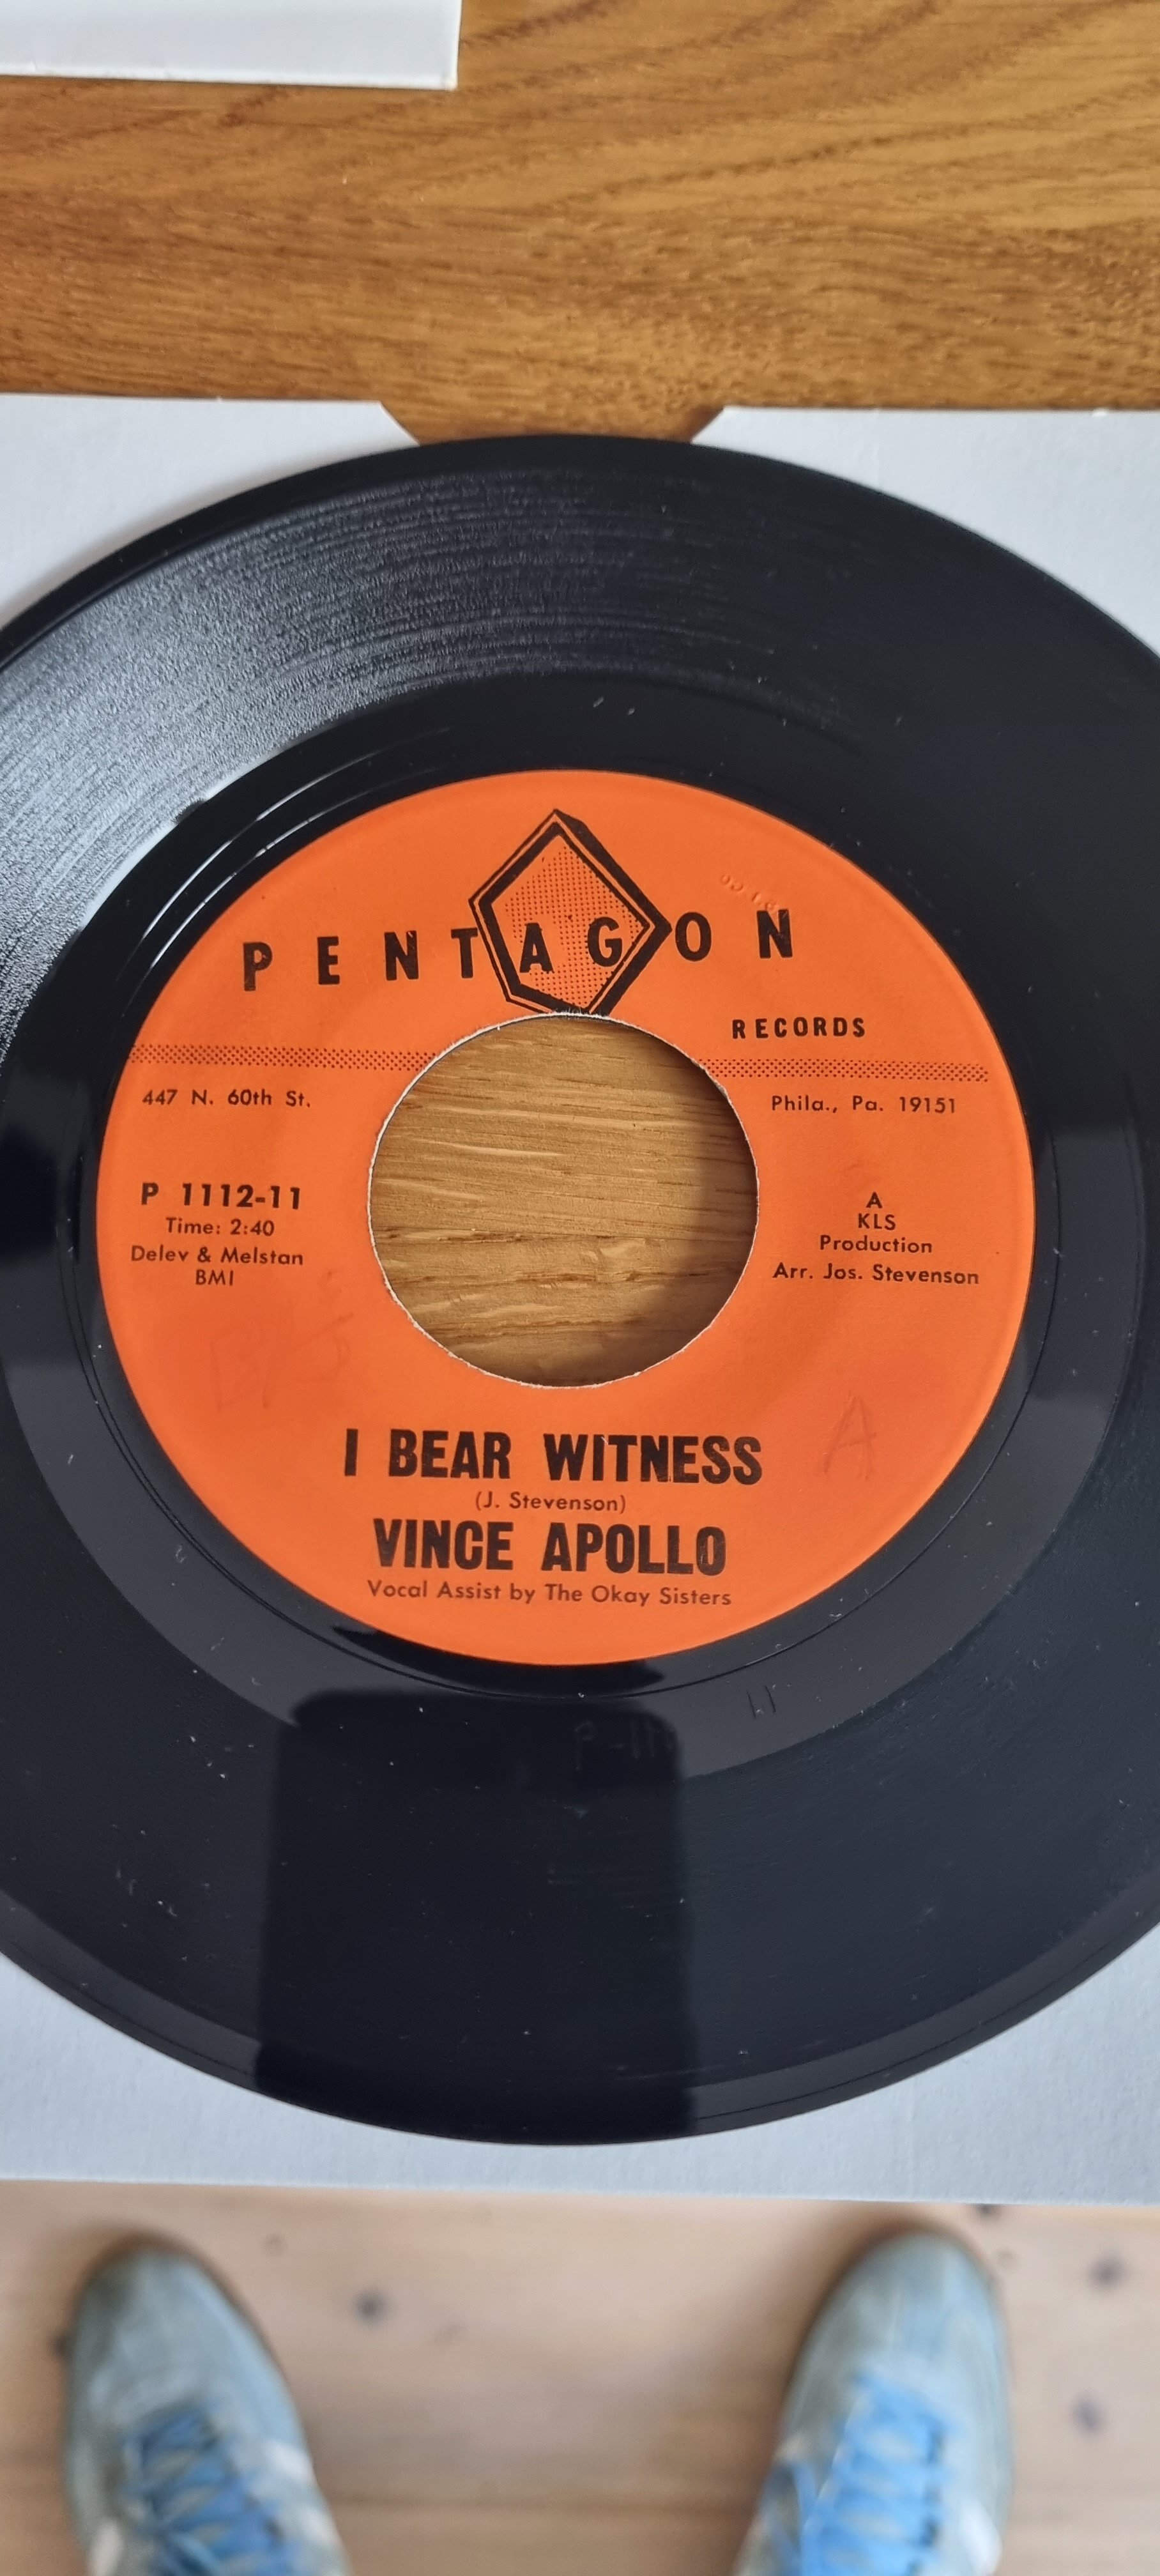 PENTAGON
RECORDS
447 N. 60th St.
Phila., Pa. 19151
P 1112-11
Time: 2:40
Delev & Melstan
BMI
A
KLS
Production
Arr. Jos. Stevenson
A
I BEAR WITNESS
(J. Stevenson)
VINCE APOLLO
Vocal Assist by The Okay Sisters